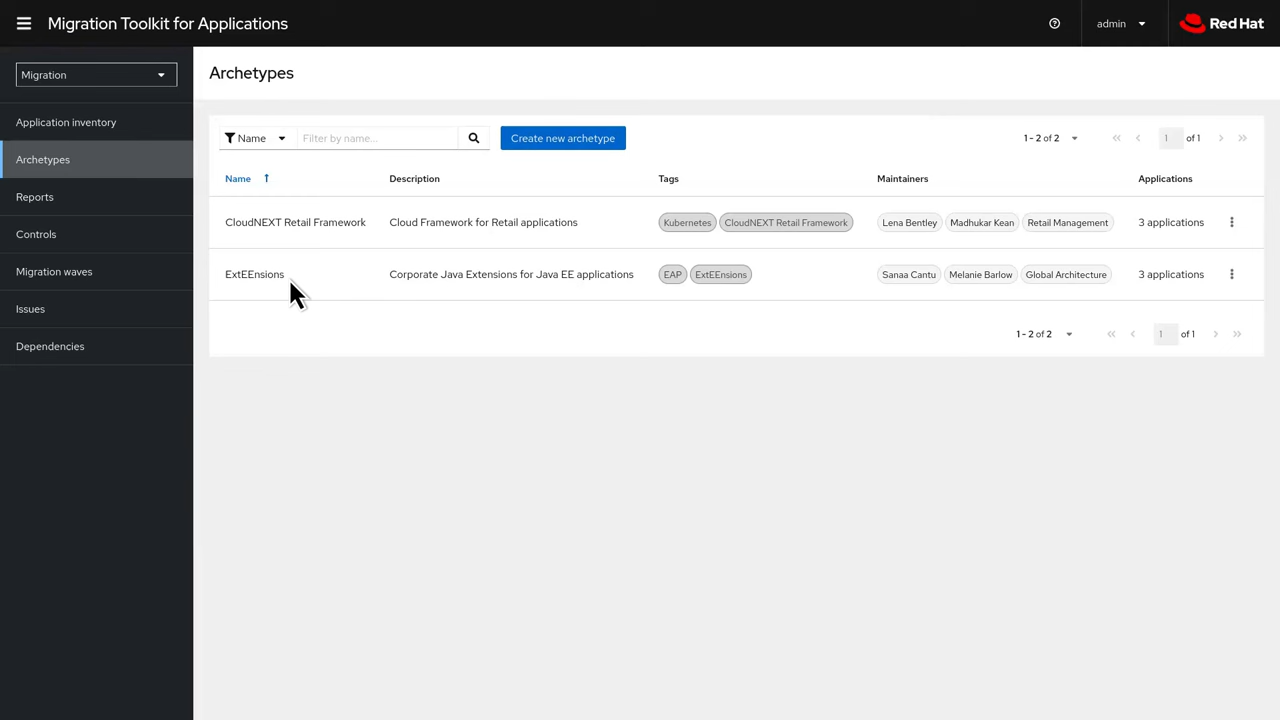 Migration Toolkit for Applications
admin
Red Hat
Migration
Application inventory
Archetypes
Reports
Controls
Migration waves
Issues
Dependencies
Archetypes
Name
Filter by name...
Create new archetype
1 - 2 of 2
1
of 1
Name
Description
Tags
Maintainers
Applications
CloudNEXT Retail Framework
Cloud Framework for Retail applications
Kubernetes
CloudNEXT Retail Framework
Lena Bentley
Madhukar Kean
Retail Management
3 applications
ExtEEnsions
Corporate Java Extensions for Java EE applications
EAP
ExtEEnsions
Sanaa Cantu
Melanie Barlow
Global Architecture
3 applications
1 - 2 of 2
1
of 1